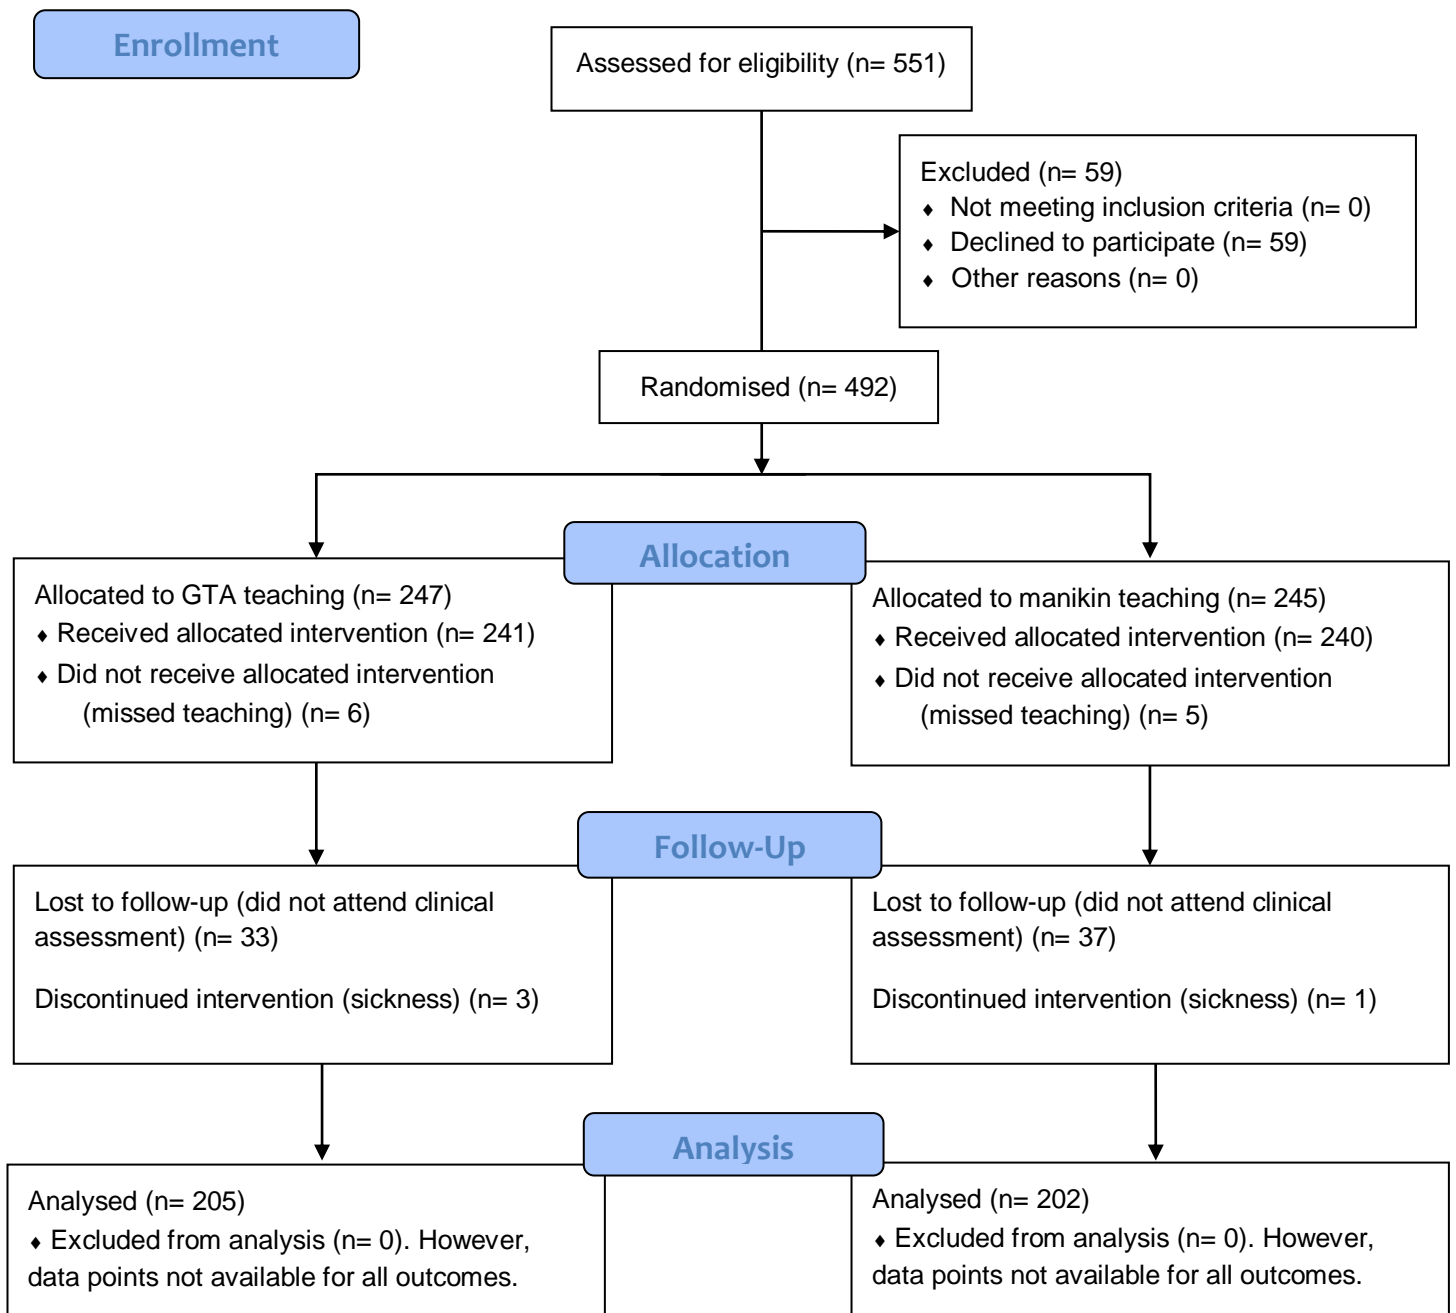 Enrollment
Assessed for eligibility (n= 551)
Excluded (n= 59)
♦ Not meeting inclusion criteria (n= 0)
♦ Declined to participate (n= 59)
♦ Other reasons (n= 0)
Randomised (n= 492)
Allocation
Allocated to GTA teaching (n= 247)
♦ Received allocated intervention (n= 241)
♦ Did not receive allocated intervention
(missed teaching) (n= 6)
Allocated to manikin teaching (n= 245)
♦ Received allocated intervention (n= 240)
♦ Did not receive allocated intervention
(missed teaching) (n= 5)
Follow-Up
Lost to follow-up (did not attend clinical
assessment) (n= 33)
Discontinued intervention (sickness) (n= 3)
Lost to follow-up (did not attend clinical
assessment) (n= 37)
Discontinued intervention (sickness) (n= 1)
Analysis
Analysed (n= 205)
♦ Excluded from analysis (n= 0). However,
data points not available for all outcomes.
Analysed (n= 202)
♦ Excluded from analysis (n= 0). However,
data points not available for all outcomes.